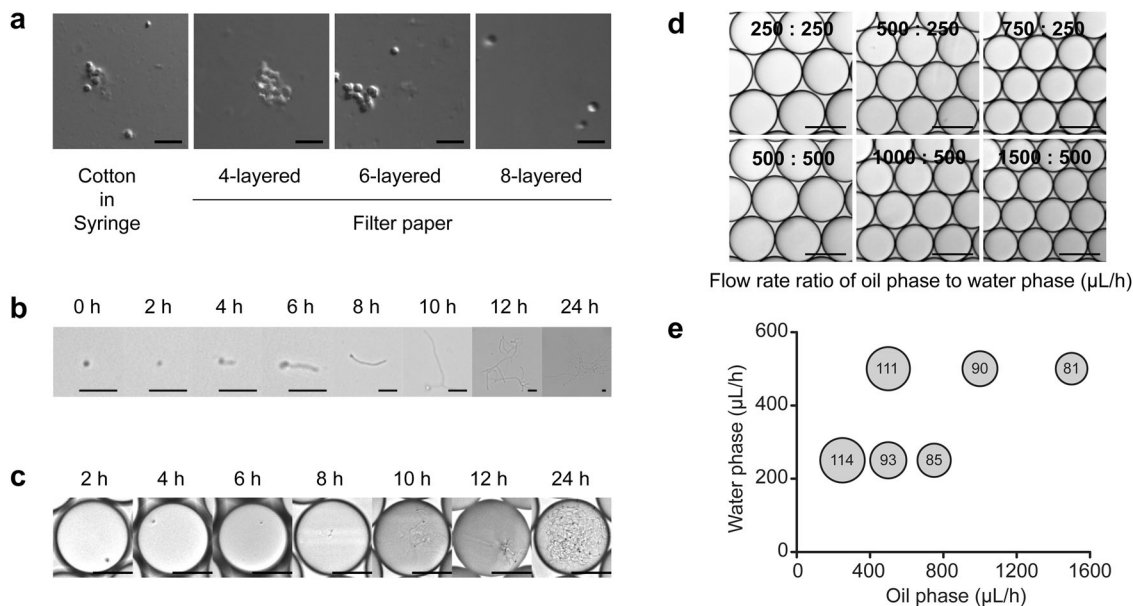 a
Cotton
in
Syringe
4-layered 6-layered 8-layered
Filter paper
b
0 h 2 h 4 h 6 h 8 h 10 h 12 h 24 h
c
2 h 4 h 6 h 8 h 10 h 12 h 24 h
d
250 : 250 500 : 250 750 : 250
500 : 500 1000 : 500 1500 : 500
Flow rate ratio of oil phase to water phase (µL/h)
e
Water phase (µL/h)
600
400
200
0
111 90 81
114 93 85
0 400 800 1200 1600
Oil phase (µL/h)